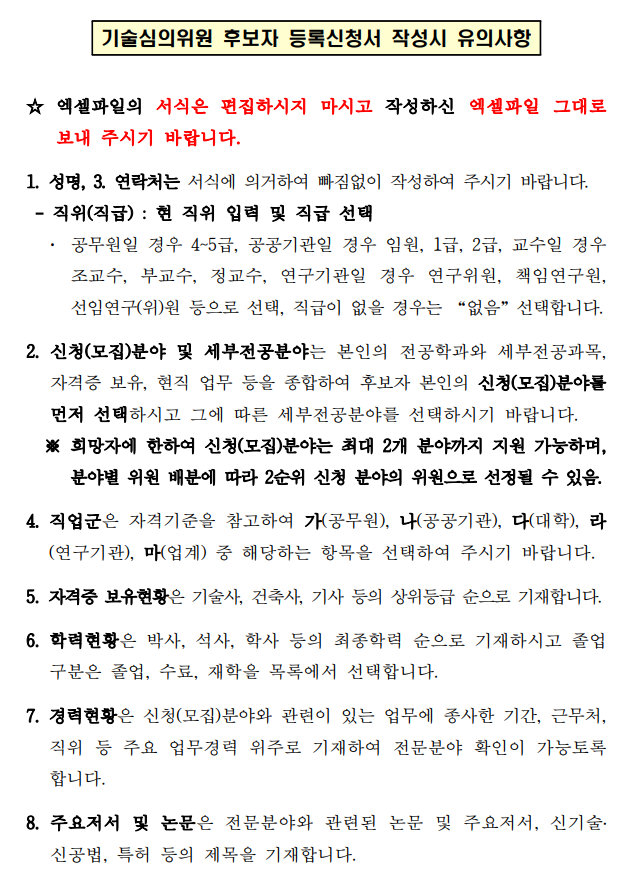 기술심의위원 후보자 등록신청서 작성시 유의사항
☆ 엑셀파일의 서식은 편집하시지 마시고 작성하신 엑셀파일 그대로
보내 주시기 바랍니다.
1. 성명, 3. 연락처는 서식에 의거하여 빠짐없이 작성하여 주시기 바랍니다.
- 직위(직급) : 현 직위 입력 및 직급 선택
· 공무원일 경우 4~5급, 공공기관일 경우 임원, 1급, 2급, 교수일 경우
조교수, 부교수, 정교수, 연구기관일 경우 연구위원, 책임연구원,
선임연구(위)원 등으로 선택, 직급이 없을 경우는 “없음” 선택합니다.
2. 신청(모집)분야 및 세부전공분야는 본인의 전공학과와 세부전공과목,
자격증 보유, 현직 업무 등을 종합하여 후보자 본인의 신청(모집)분야를
먼저 선택하시고 그에 따른 세부전공분야를 선택하시기 바랍니다.
※ 희망자에 한하여 신청(모집)분야는 최대 2개 분야까지 지원 가능하며,
분야별 위원 배분에 따라 2순위 신청 분야의 위원으로 선정될 수 있음.
4. 직업군은 자격기준을 참고하여 가(공무원), 나(공공기관), 다(대학), 라
(연구기관), 마(업계) 중 해당하는 항목을 선택하여 주시기 바랍니다.
5. 자격증 보유현황은 기술사, 건축사, 기사 등의 상위등급 순으로 기재합니다.
6. 학력현황은 박사, 석사, 학사 등의 최종학력 순으로 기재하시고 졸업
구분은 졸업, 수료, 재학을 목록에서 선택합니다.
7. 경력현황은 신청(모집)분야와 관련이 있는 업무에 종사한 기간, 근무처,
직위 등 주요 업무경력 위주로 기재하여 전문분야 확인이 가능토록
합니다.
8. 주요저서 및 논문은 전문분야와 관련된 논문 및 주요저서, 신기술·
신공법, 특허 등의 제목을 기재합니다.